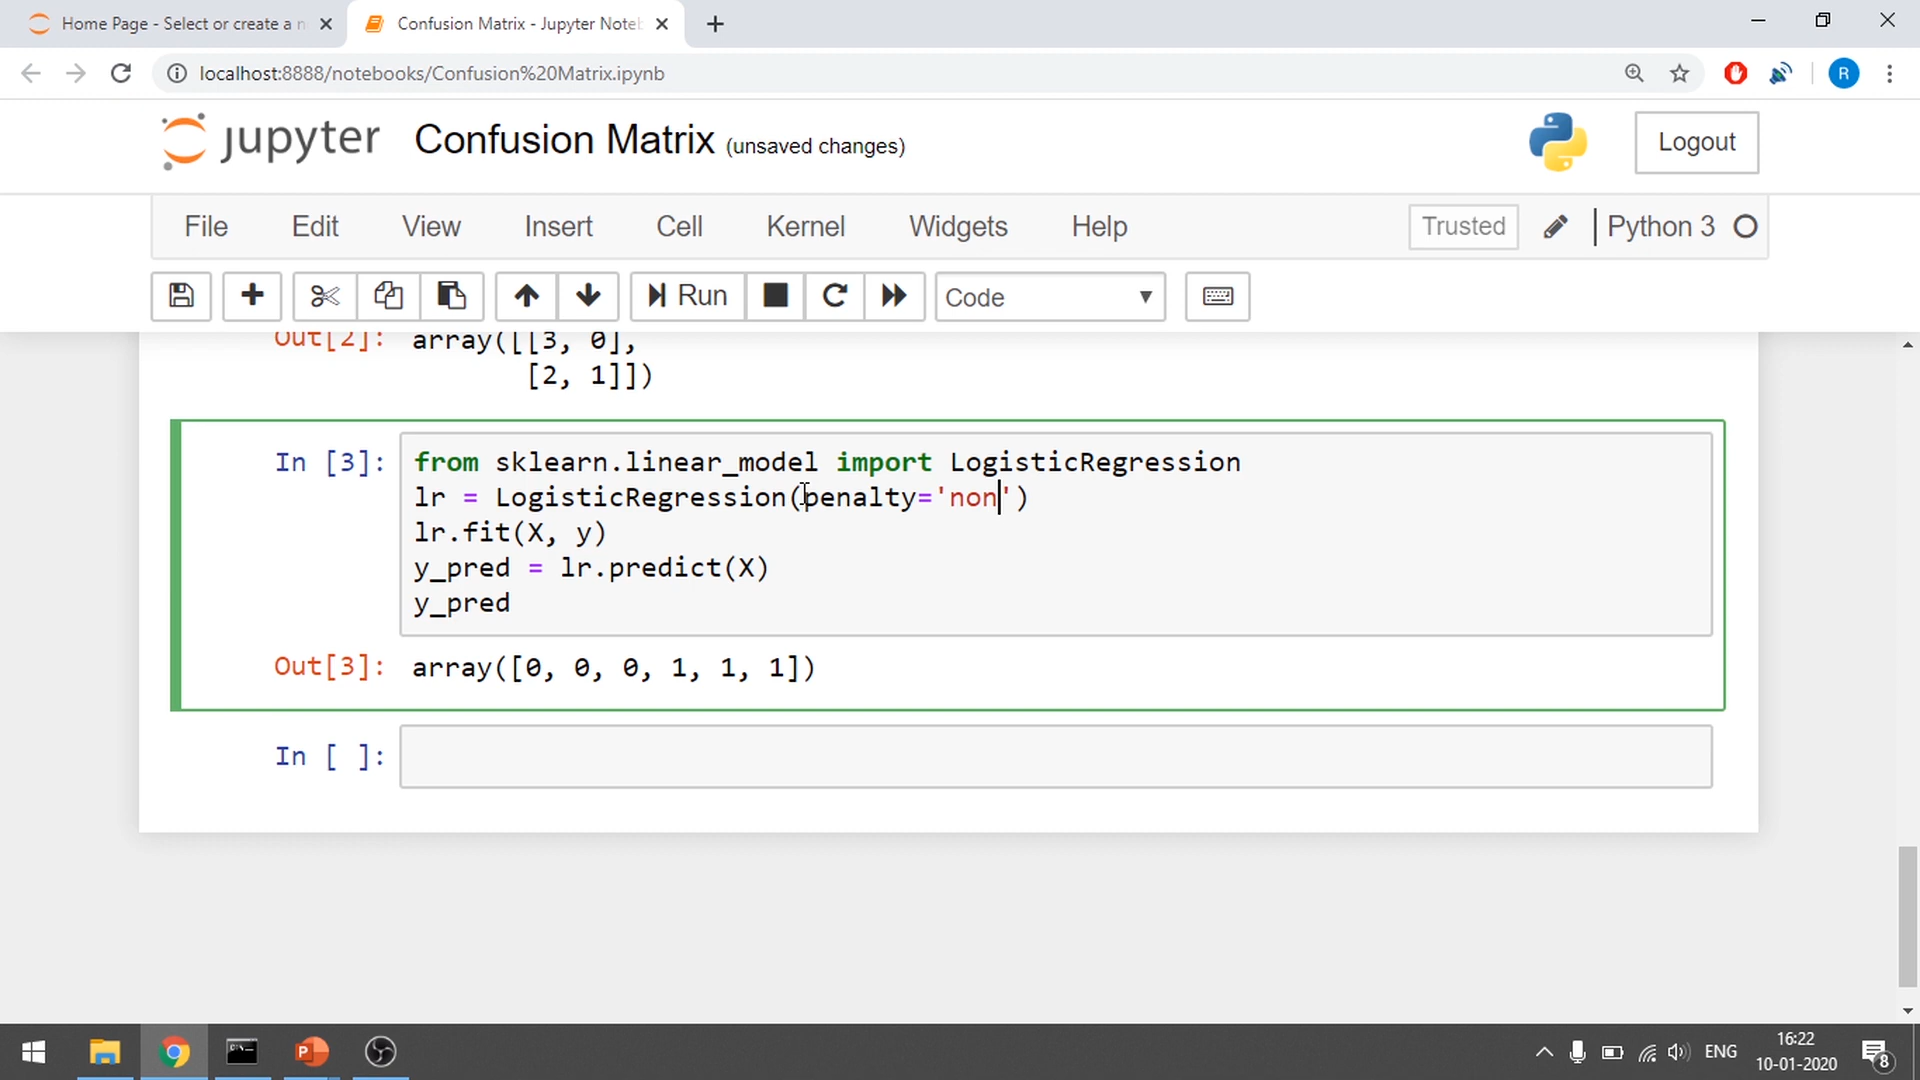 Home Page - Select or create a n
Confusion Matrix - Jupyter Note
localhost:8888/notebooks/Confusion%20Matrix.ipynb
R
jupyter Confusion Matrix (unsaved changes)
Logout
File Edit View Insert Cell Kernel Widgets Help
Trusted
Python 3
Run
Code
Out[2]: array([[3, 0],
[2, 1]])
In [3]: from sklearn.linear_model import LogisticRegression
lr = LogisticRegression(penalty='non')
lr.fit(X, y)
y_pred = lr.predict(X)
y_pred
Out[3]: array([0, 0, 0, 1, 1, 1])
In [ ]:
P
ENG
16:22
10-01-2020
8